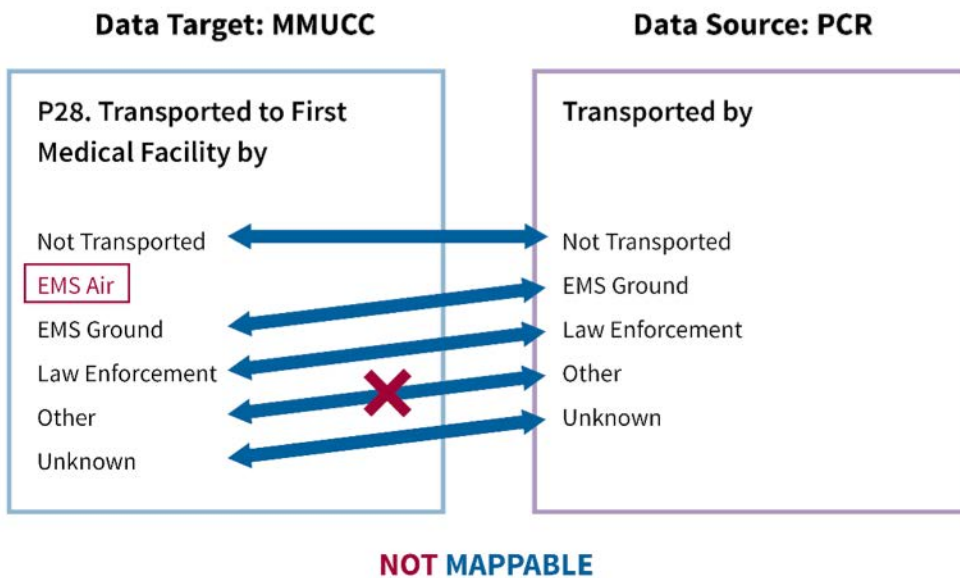 Data Target: MMUCC
Data Source: PCR
P28. Transported to First
Medical Facility by
Not Transported
EMS Air
EMS Ground
Law Enforcement
Other
Unknown
Transported by
Not Transported
EMS Ground
Law Enforcement
Other
Unknown
NOT MAPPABLE